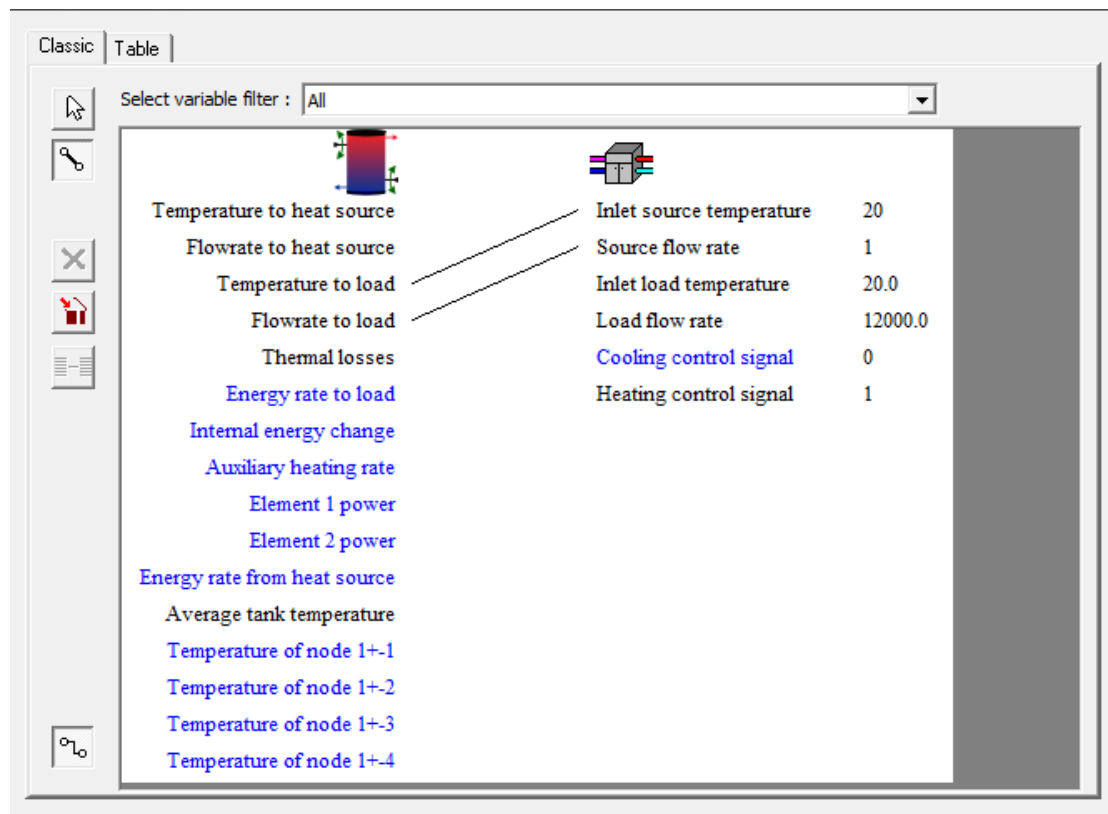 Classic Table
Select variable filter : All
Temperature to heat source Inlet source temperature 20
Flowrate to heat source Source flow rate 1
Temperature to load Inlet load temperature 20.0
Flowrate to load Load flow rate 12000.0
Thermal losses Cooling control signal 0
Energy rate to load Heating control signal 1
Internal energy change
Auxiliary heating rate
Element 1 power
Element 2 power
Energy rate from heat source
Average tank temperature
Temperature of node 1+-1
Temperature of node 1+-2
Temperature of node 1+-3
Temperature of node 1+-4